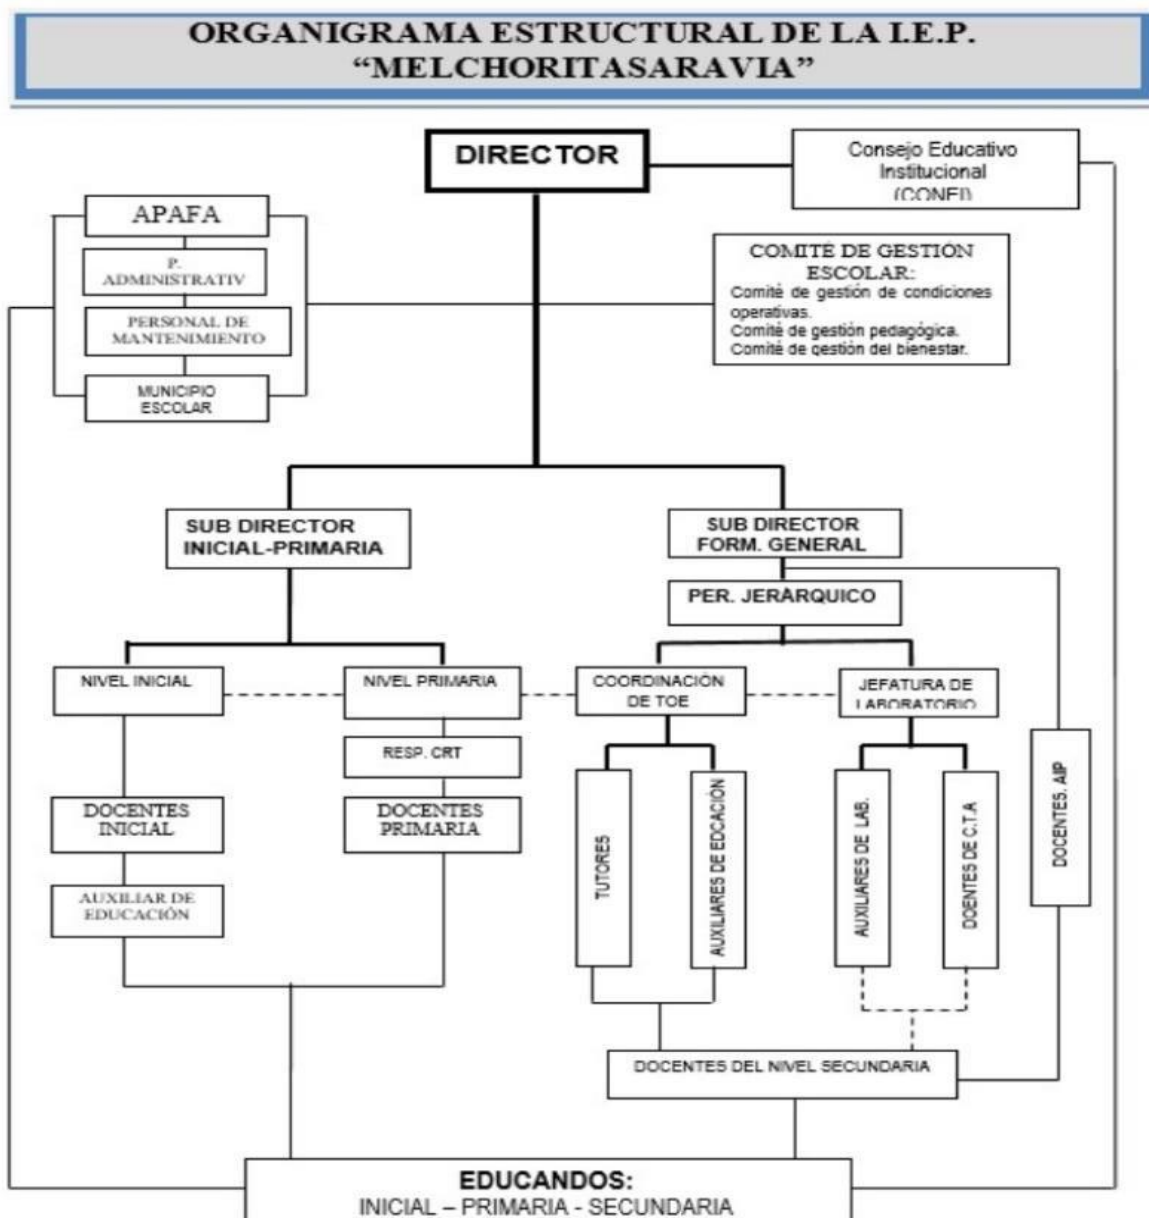 ORGANIGRAMA ESTRUCTURAL DE LA I.E.P.
“MELCHORITASARAVIA”
DIRECTOR
Consejo Educativo
Institucional
(CONEI)
APAFA
P.
ADMINISTRATIV
PERSONAL DE
MANTENIMIENTO
MUNICIPIO
ESCOLAR
COMITÉ DE GESTIÓN
ESCOLAR:
Comité de gestión de condiciones
operativas.
Comité de gestión pedagógica.
Comité de gestión del bienestar.
SUB DIRECTOR
INICIAL-PRIMARIA
SUB DIRECTOR
FORM. GENERAL
PER. JERÁRQUICO
NIVEL INICIAL
NIVEL PRIMARIA
COORDINACIÓN
DE TOE
JEFATURA DE
LABORATORIO
RESP. CRT
DOCENTES
INICIAL
DOCENTES
PRIMARIA
AUXILIAR DE
EDUCACIÓN
TUTORES
AUXILIARES DE EDCACIÓN
AUXILIARES DE LAB.
DOENTES DE C.T.A
DOCENTES. AIP
DOCENTES DEL NIVEL SECUNDARIA
EDUCANDOS:
INICIAL – PRIMARIA - SECUNDARIA